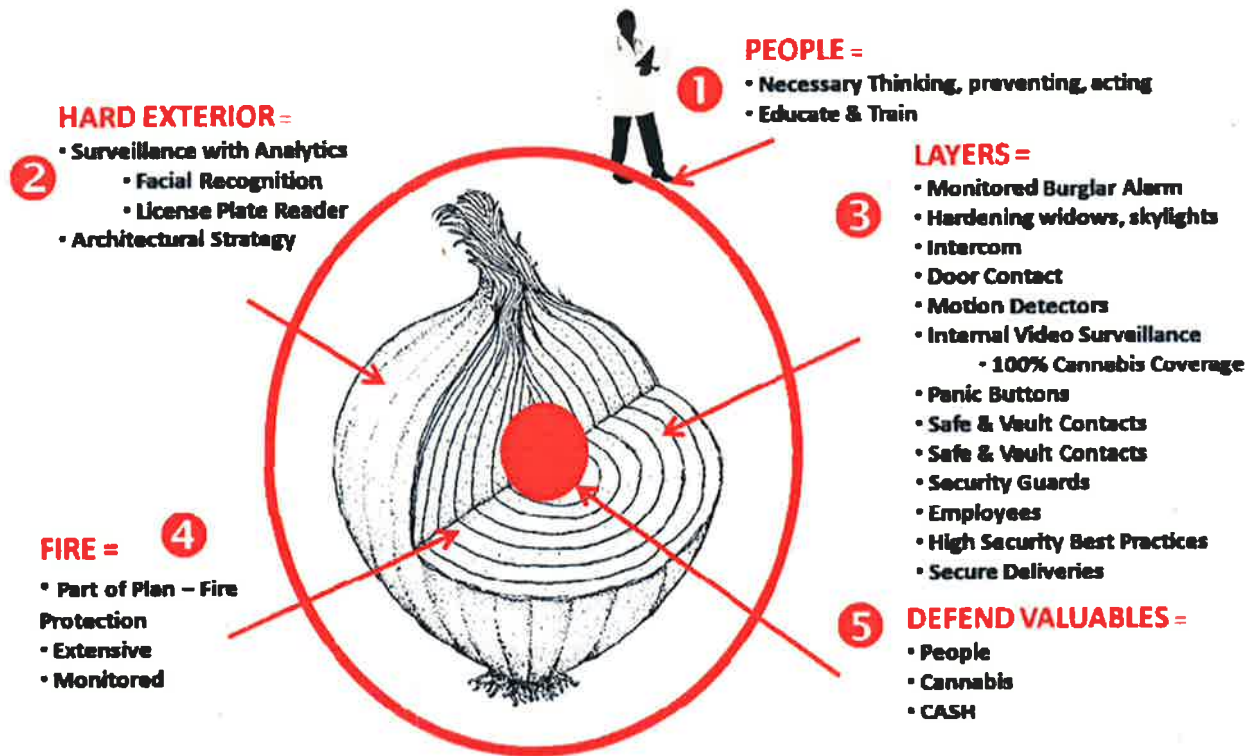 1
PEOPLE =
• Necessary Thinking, preventing, acting
• Educate & Train
2
HARD EXTERIOR =
• Surveillance with Analytics
• Facial Recognition
• License Plate Reader
• Architectural Strategy
3
LAYERS =
• Monitored Burglar Alarm
• Hardening widows, skylights
• Intercom
• Door Contact
• Motion Detectors
• Internal Video Surveillance
• 100% Cannabis Coverage
• Panic Buttons
• Safe & Vault Contacts
• Safe & Vault Contacts
• Security Guards
• Employees
• High Security Best Practices
• Secure Deliveries
4
FIRE =
• Part of Plan – Fire
Protection
• Extensive
• Monitored
5
DEFEND VALUABLES =
• People
• Cannabis
• CASH